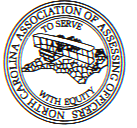 NORTH CAROLINA ASSOCIATION OF ASSESSING OFFICERS
TO SERVE
WITH EQUITY